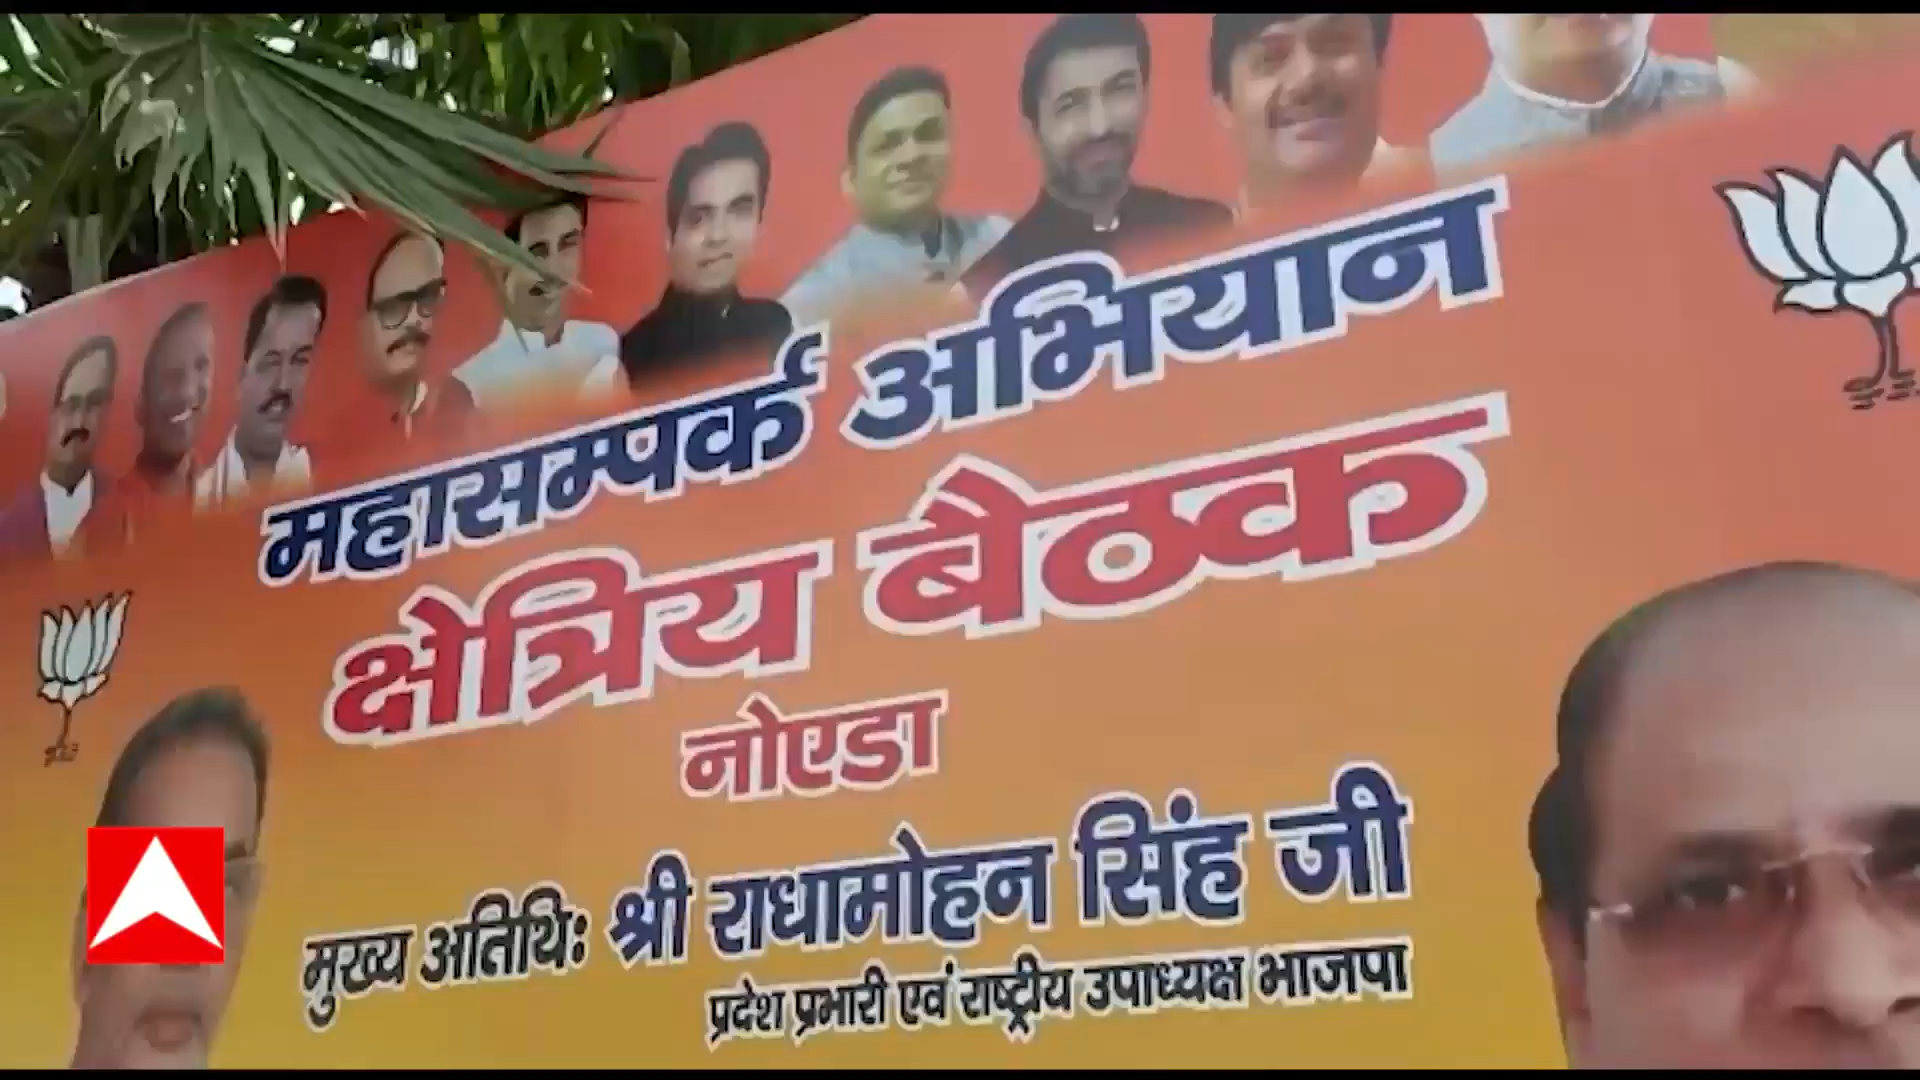 महासम्पर्क अभियान
क्षेत्रिय बैठक
नोएडा
मुख्य अतिथिः श्री राधामोहन सिंह जी
प्रदेश प्रभारी एवं राष्ट्रीय उपाध्यक्ष भाजपा